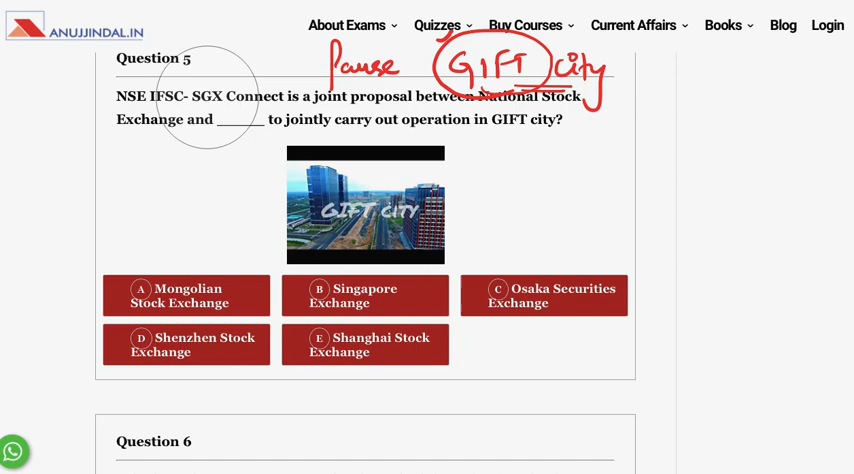 ANUJJINDAL.IN
About Exams Quizzes Buy Courses Current Affairs Books Blog Login
Question 5
Pause GIFT city
NSE IFSC- SGX Connect is a joint proposal between National Stock
Exchange and _____ to jointly carry out operation in GIFT city?
GIFT CITY
A Mongolian
Stock Exchange
B Singapore
Exchange
C Osaka Securities
Exchange
D Shenzhen Stock
Exchange
E Shanghai Stock
Exchange
Question 6